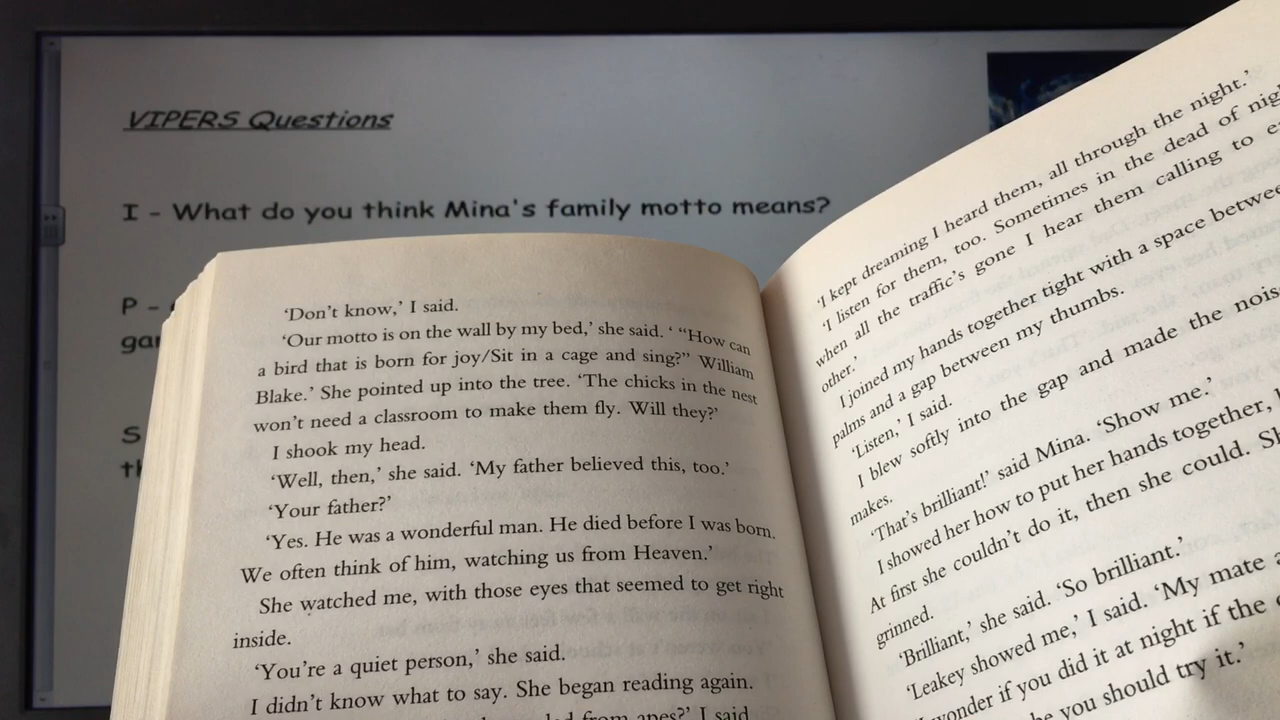 VIPERS Questions
I - What do you think Mina's family motto means?
P -
gar
S
th
'Don't know,' I said.
'Our motto is on the wall by my bed,' she said. ' "How can
a bird that is born for joy/Sit in a cage and sing?" William
Blake.' She pointed up into the tree. 'The chicks in the nest
won't need a classroom to make them fly. Will they?'
I shook my head.
'Well, then,' she said. 'My father believed this, too.'
'Your father?'
'Yes. He was a wonderful man. He died before I was born.
We often think of him, watching us from Heaven.'
She watched me, with those eyes that seemed to get right
inside.
'You're a quiet person,' she said.
I didn't know what to say. She began reading again.
from apes?' I said
'I kept dreaming I heard them, all through the night.'
'I listen for them, too. Sometimes in the dead of nig
when all the traffic's gone I hear them calling to e
other.'
I joined my hands together tight with a space betwee
palms and a gap between my thumbs.
'Listen,' I said.
I blew softly into the gap and made the nois
makes.
'That's brilliant!' said Mina. 'Show me.'
I showed her how to put her hands together,
At first she couldn't do it, then she could. Sh
grinned.
'Brilliant,' she said. 'So brilliant.'
'Leakey showed me,' I said. 'My mate a
wonder if you did it at night if the
you should try it.'